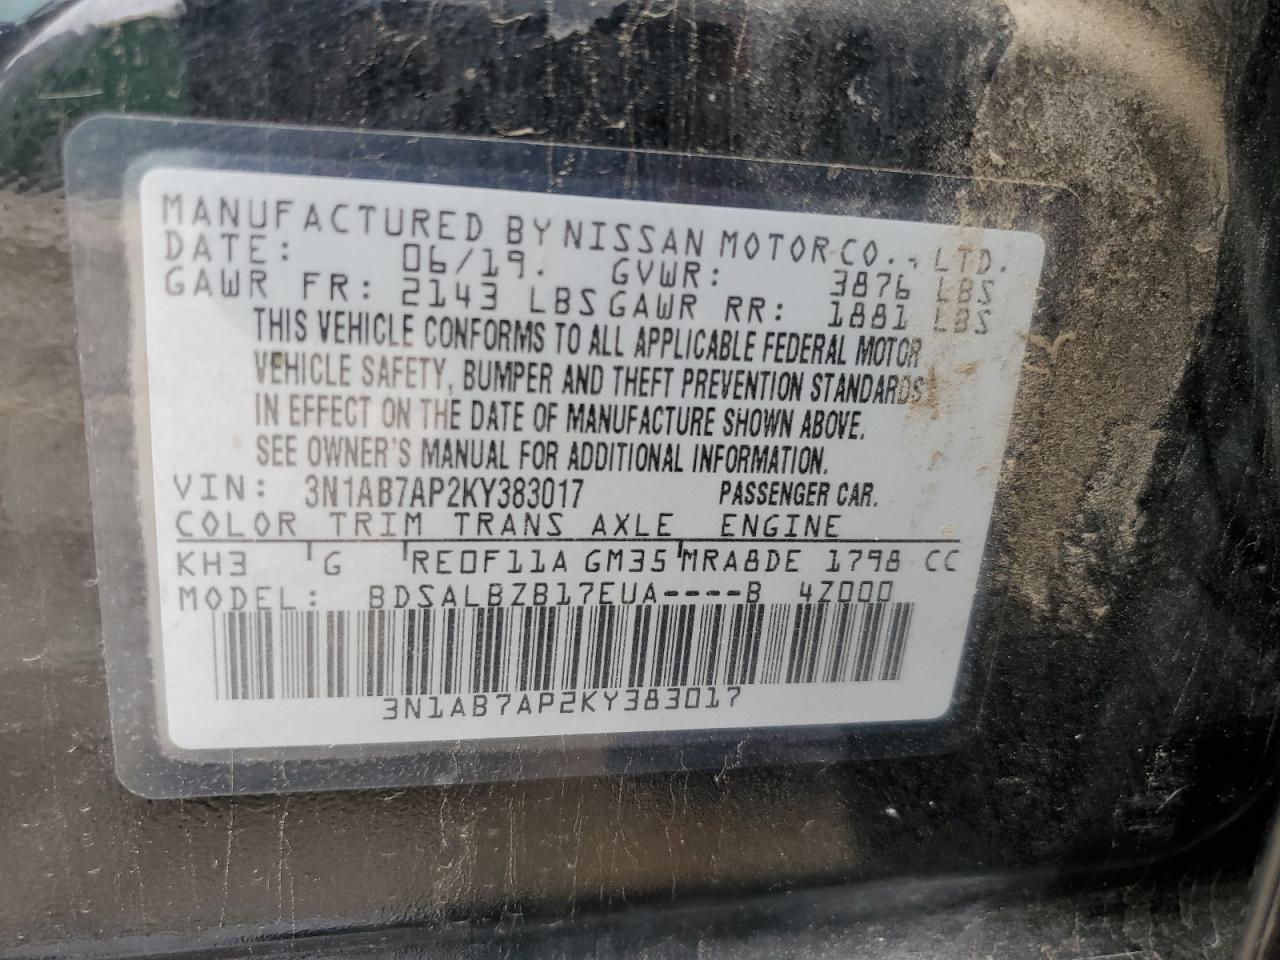 MANUFACTURED BY NISSAN MOTOR CO., LTD.
DATE: 06/19. GVWR: 3876 LBS
GAWR FR: 2143 LBS GAWR RR: 1881 LBS
THIS VEHICLE CONFORMS TO ALL APPLICABLE FEDERAL MOTOR
VEHICLE SAFETY, BUMPER AND THEFT PREVENTION STANDARDS
IN EFFECT ON THE DATE OF MANUFACTURE SHOWN ABOVE.
SEE OWNER'S MANUAL FOR ADDITIONAL INFORMATION.
VIN: 3N1AB7AP2KY383017 PASSENGER CAR.
COLOR TRIM TRANS AXLE ENGINE
KH3 G RE0F11A GM35 MRA8DE 1798 CC
MODEL: BDSALBZB17EUA----B 4Z000
3N1AB7AP2KY383017